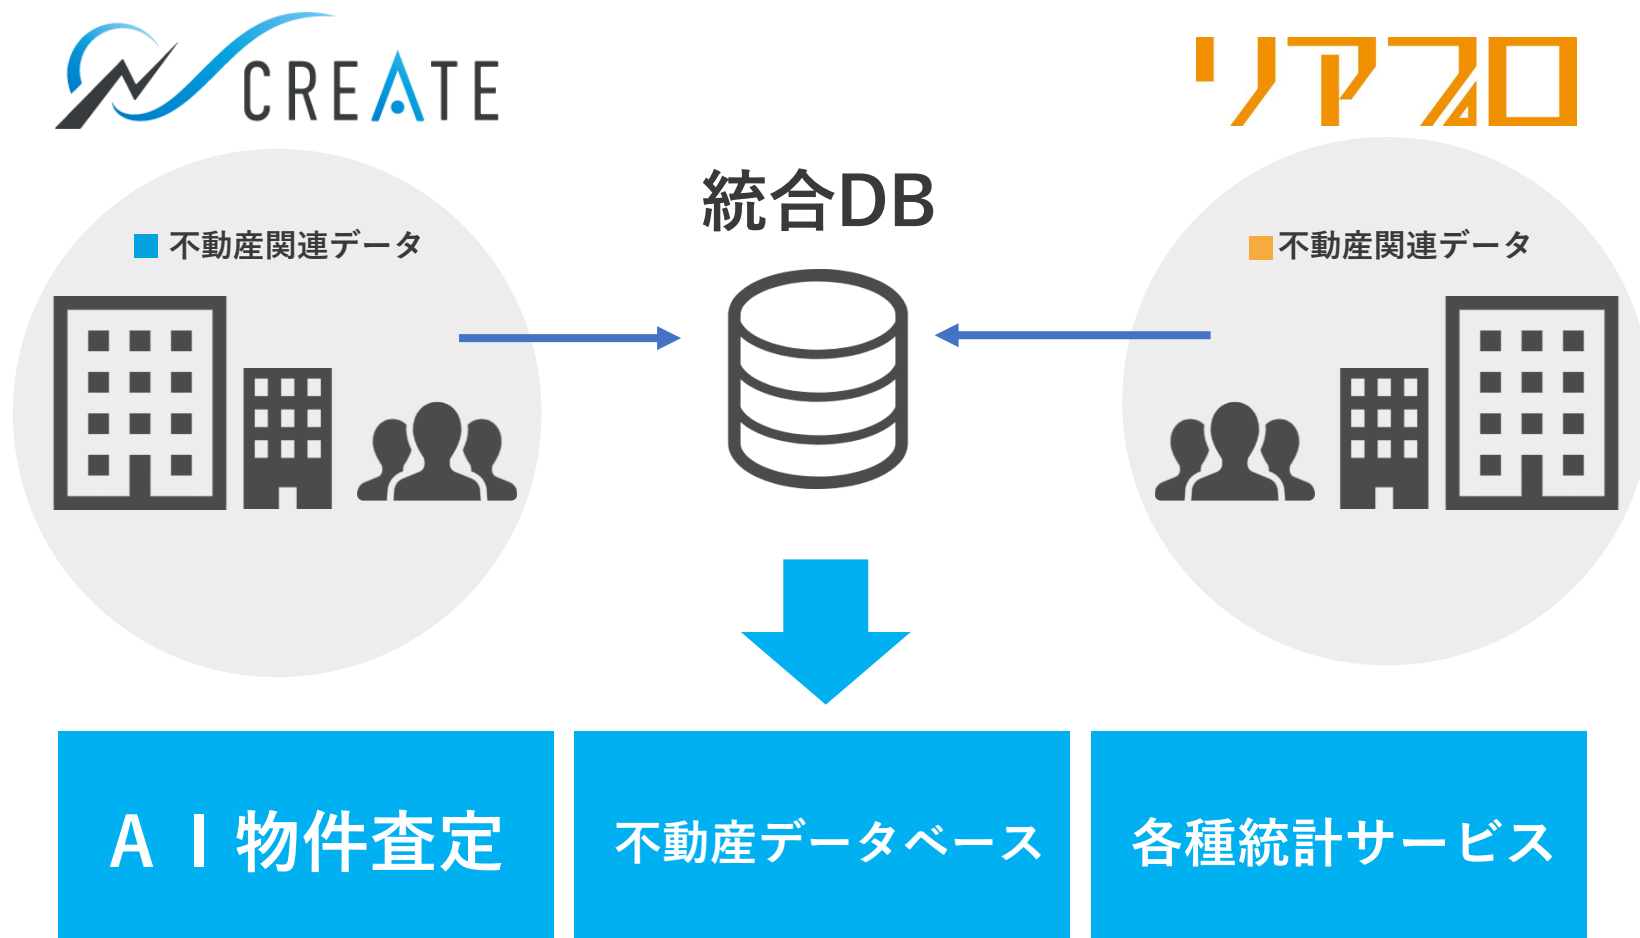 CREATE
リアプロ
統合DB
不動産関連データ
不動産関連データ
ＡＩ物件査定
不動産データベース
各種統計サービス